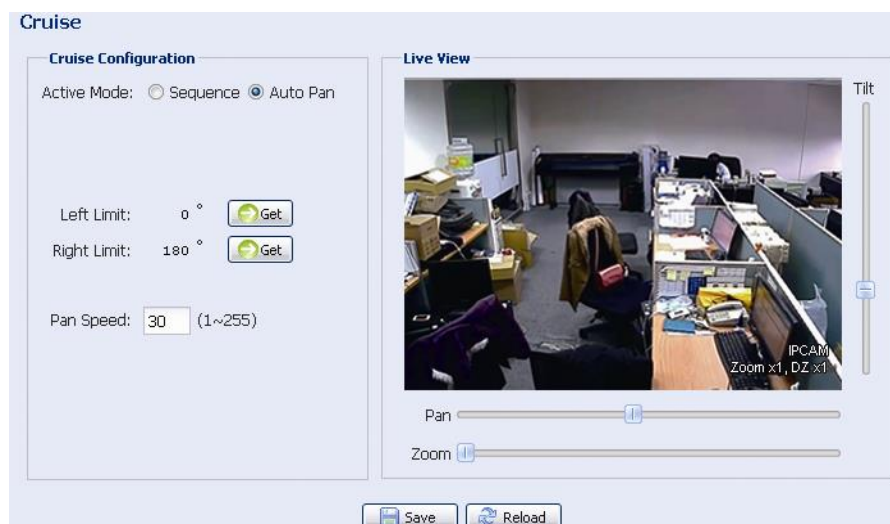 Cruise
Cruise Configuration
Active Mode: Sequence Auto Pan
Left Limit: 0 ° Get
Right Limit: 180 ° Get
Pan Speed: 30 (1~255)
Live View
Tilt
IPCAM
Zoom x1, DZ x1
Pan
Zoom
Save Reload